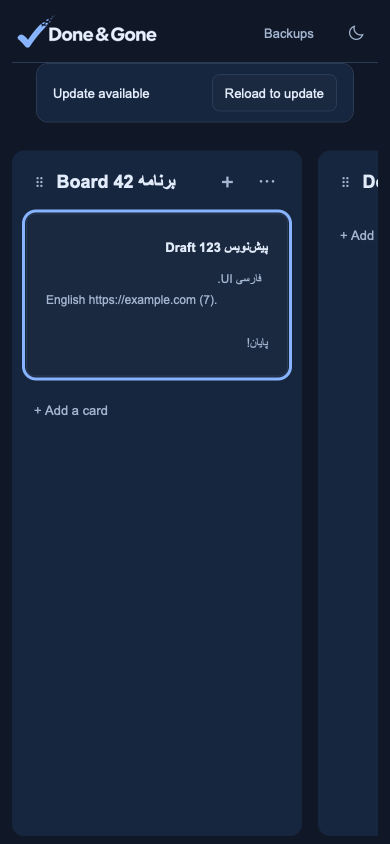 Done & Gone
Backups
Update available
Reload to update
Board 42 برنامه
+
...
پیش‌نویس Draft 123
فارسی UI.
English https://example.com (7).
پایان!
+ Add a card
+ Add